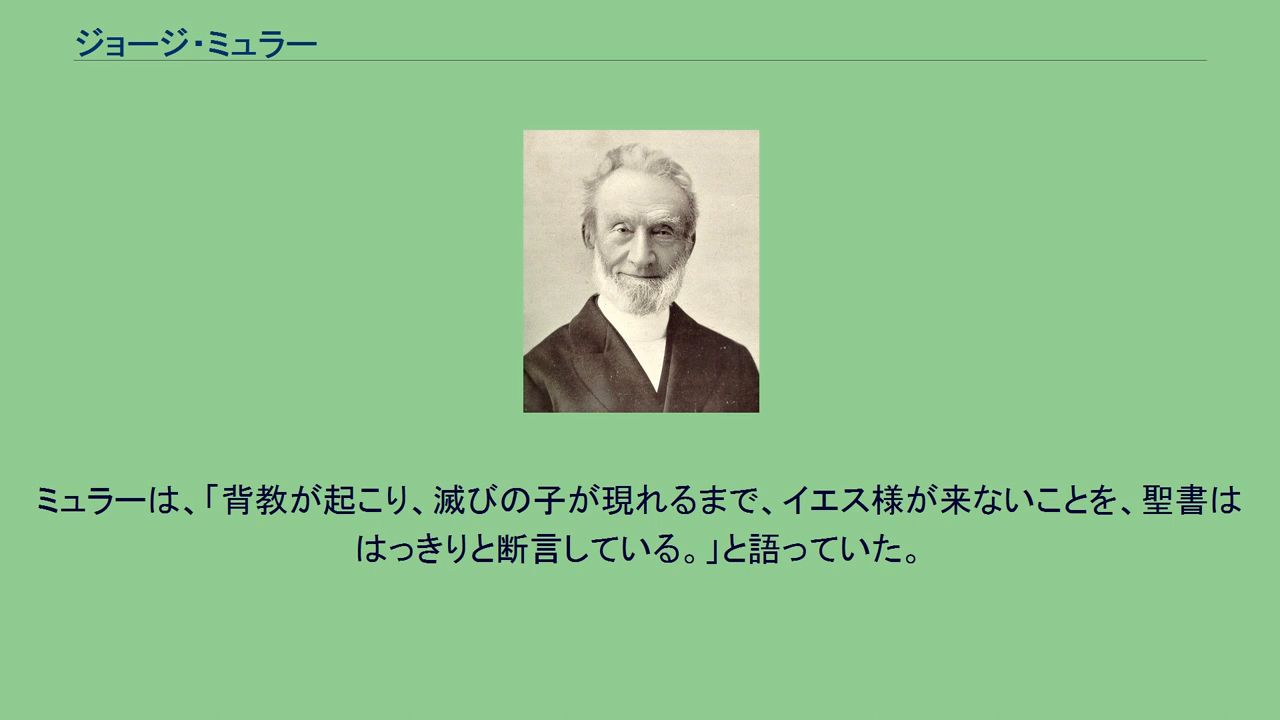 ジョージ・ミュラー
ミュラーは、「背教が起こり、滅びの子が現れるまで、イエス様が来ないことを、聖書は
はっきりと断言している。」と語っていた。